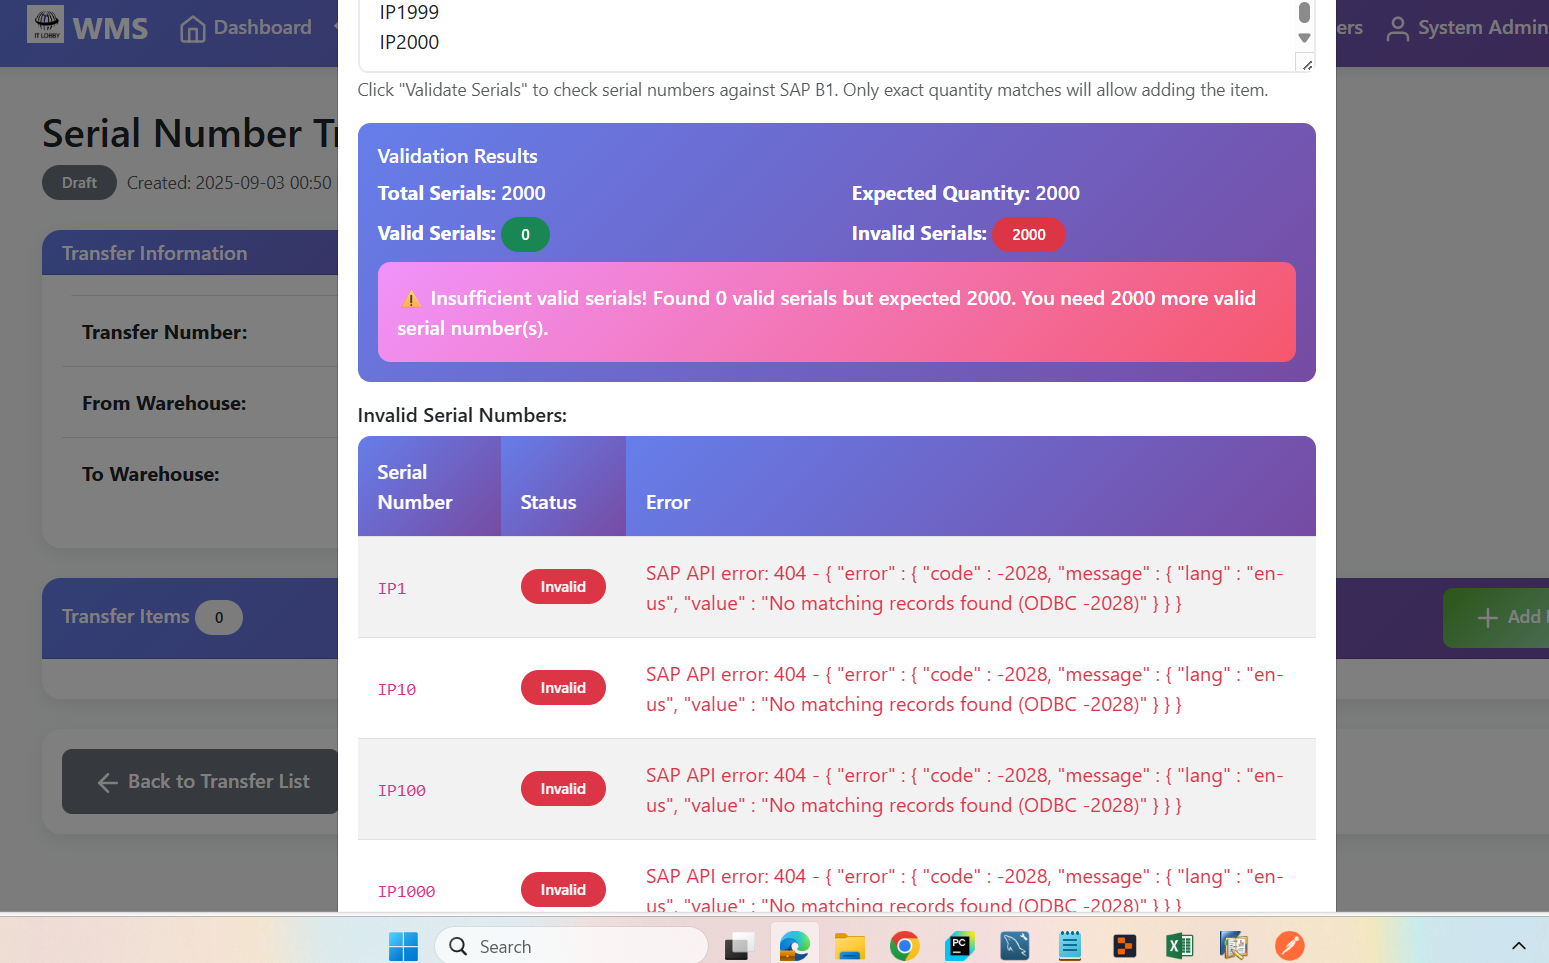 IT LOBBY
WMS
Dashboard
ers
System Admin
IP1999
IP2000
Click "Validate Serials" to check serial numbers against SAP B1. Only exact quantity matches will allow adding the item.
Serial Number Tr
Draft
Created: 2025-09-03 00:50
Validation Results
Total Serials: 2000
Expected Quantity: 2000
Valid Serials: 0
Invalid Serials: 2000
⚠️ Insufficient valid serials! Found 0 valid serials but expected 2000. You need 2000 more valid
serial number(s).
Transfer Information
Transfer Number:
From Warehouse:
To Warehouse:
Transfer Items 0
Add
Back to Transfer List
Invalid Serial Numbers:
Serial
Number
Status
Error
IP1
Invalid
SAP API error: 404 - { "error" : { "code" : -2028, "message" : { "lang" : "en-
us", "value" : "No matching records found (ODBC -2028)" } } }
IP10
Invalid
SAP API error: 404 - { "error" : { "code" : -2028, "message" : { "lang" : "en-
us", "value" : "No matching records found (ODBC -2028)" } } }
IP100
Invalid
SAP API error: 404 - { "error" : { "code" : -2028, "message" : { "lang" : "en-
us", "value" : "No matching records found (ODBC -2028)" } } }
IP1000
Invalid
SAP API error: 404 - { "error" : { "code" : -2028, "message" : { "lang" : "en-
us", "value" : "No matching records found (ODBC -2028)" } } }
Search
PC